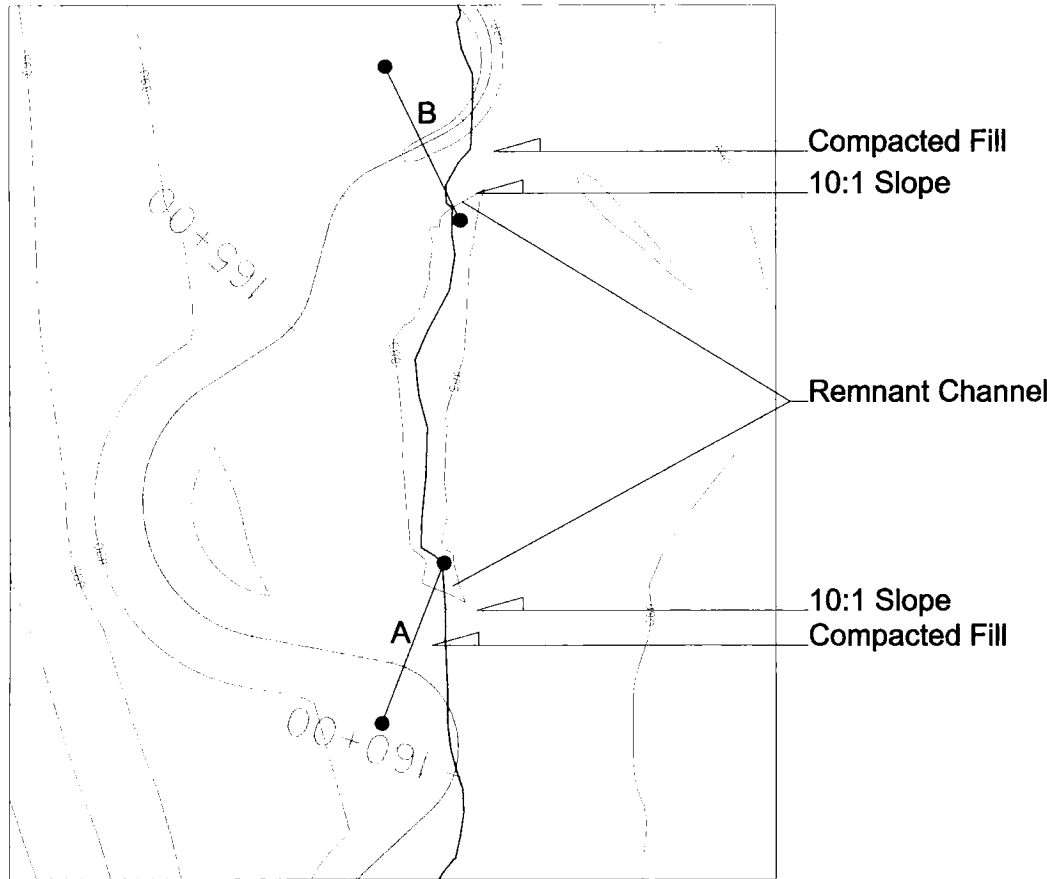 B
Compacted Fill
10:1 Slope
165+00
Remnant Channel
10:1 Slope
A
Compacted Fill
160+00